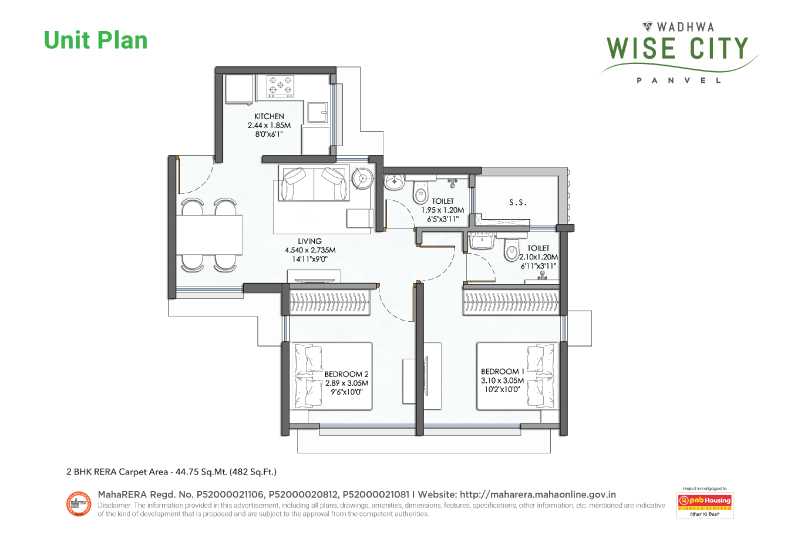 Unit Plan
WADHWA
WISE CITY
PANVEL
KITCHEN
2.44 x 1.85M
8'0"x6'1"
TOILET
1.95 x 1.20M
6'5"x3'11"
S.S.
LIVING
4.540 x 2.735M
14'11"x9'0"
TOILET
2.10x1.20M
6'11"x3'11"
BEDROOM 2
2.89 x 3.05M
9'6"x10'0"
BEDROOM 1
3.10 x 3.05M
10'2"x10'0"
2 BHK RERA Carpet Area - 44.75 Sq.Mt. (482 Sq.Ft.)
MahaRERA Regd. No. P52000021106, P52000020812, P52000021081 I Website: http://maharera.mahaonline.gov.in
Disclaimer: The information provided in this advertisement, including all plans, drawings, amenities, dimensions, features, specifications, other information, etc. mentioned are indicative
of the kind of development that is proposed and are subject to the approval from the competent authorities.
Project is mortgaged to
pnb Housing
Ghar Ki Baat